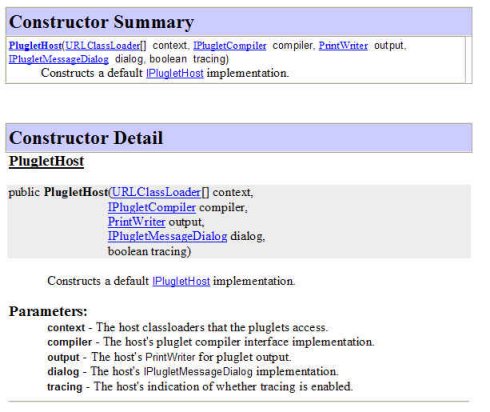 Constructor Summary
PlugletHost(URLClassLoader[] context, IPlugletCompiler compiler, PrintWriter output,
IPlugletMessageDialog dialog, boolean tracing)
Constructs a default IPlugletHost implementation.
Constructor Detail
PlugletHost
public PlugletHost(URLClassLoader[] context,
IPlugletCompiler compiler,
PrintWriter output,
IPlugletMessageDialog dialog,
boolean tracing)
Constructs a default IPlugletHost implementation.
Parameters:
context - The host classloaders that the pluglets access.
compiler - The host's pluglet compiler interface implementation.
output - The host's PrintWriter for pluglet output.
dialog - The host's IPlugletMessageDialog implementation.
tracing - The host's indication of whether tracing is enabled.